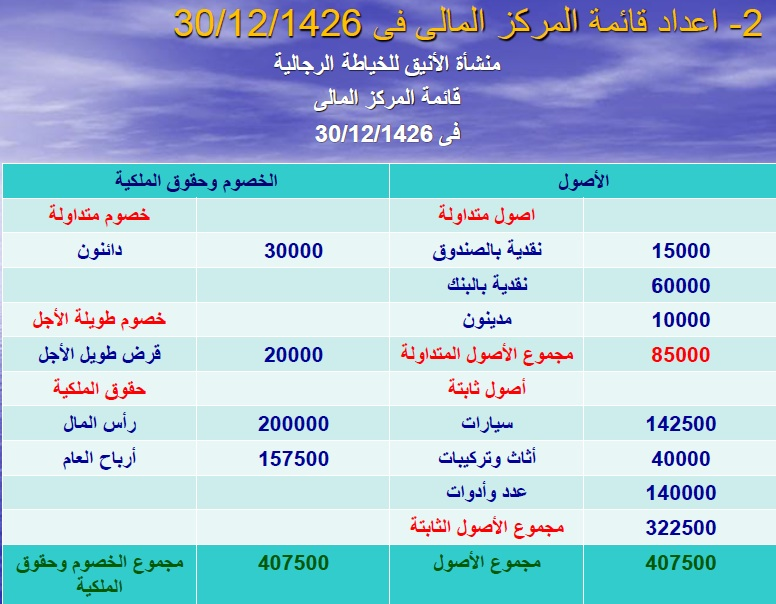 2- اعداد قائمة المركز المالى فى 30/12/1426
منشأة الأنيق للخياطة الرجالية
قائمة المركز المالى
فى 30/12/1426
الأصول الخصوم وحقوق الملكية
اصول متداولة خصوم متداولة
15000 نقدية بالصندوق 30000 دائنون
60000 نقدية بالبنك
10000 مدينون خصوم طويلة الأجل
85000 مجموع الأصول المتداولة 20000 قرض طويل الأجل
أصول ثابتة حقوق الملكية
142500 سيارات 200000 رأس المال
40000 أثاث وتركيبات 157500 أرباح العام
140000 عدد وأدوات
322500 مجموع الأصول الثابتة
407500 مجموع الأصول 407500 مجموع الخصوم وحقوق
الملكية